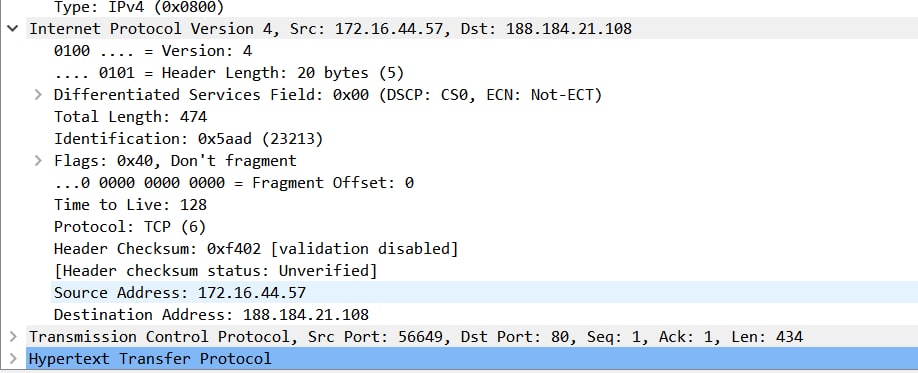 Type: IPv4 (0x0800)
Internet Protocol Version 4, Src: 172.16.44.57, Dst: 188.184.21.108
0100 .... = Version: 4
.... 0101 = Header Length: 20 bytes (5)
Differentiated Services Field: 0x00 (DSCP: CS0, ECN: Not-ECT)
Total Length: 474
Identification: 0x5aad (23213)
Flags: 0x40, Don't fragment
...0 0000 0000 0000 = Fragment Offset: 0
Time to Live: 128
Protocol: TCP (6)
Header Checksum: 0xf402 [validation disabled]
[Header checksum status: Unverified]
Source Address: 172.16.44.57
Destination Address: 188.184.21.108
Transmission Control Protocol, Src Port: 56649, Dst Port: 80, Seq: 1, Ack: 1, Len: 434
Hypertext Transfer Protocol